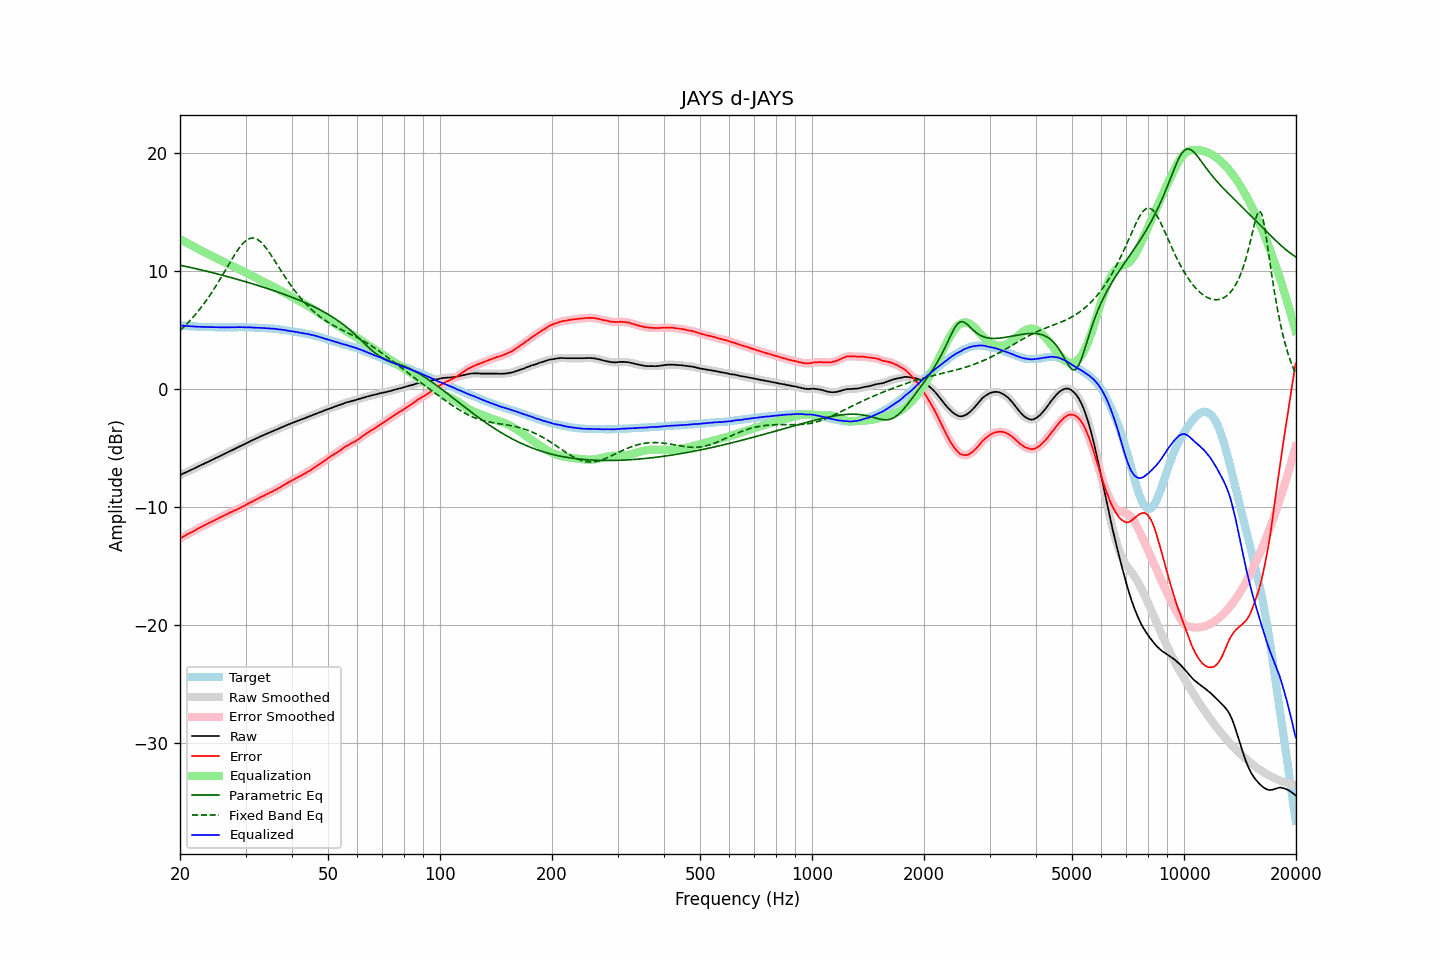 JAYS d-JAYS
20
10
0
−10
−20
−30
Amplitude (dBr)
Target
Raw Smoothed
Error Smoothed
Raw
Error
Equalization
Parametric Eq
Fixed Band Eq
Equalized
20 50 100 200 500 1000 2000 5000 10000 20000
Frequency (Hz)